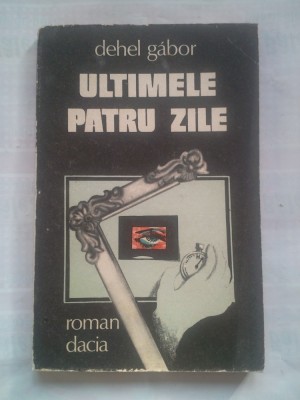 dehel gábor
ULTIMELE
PATRU ZILE
roman
dacia